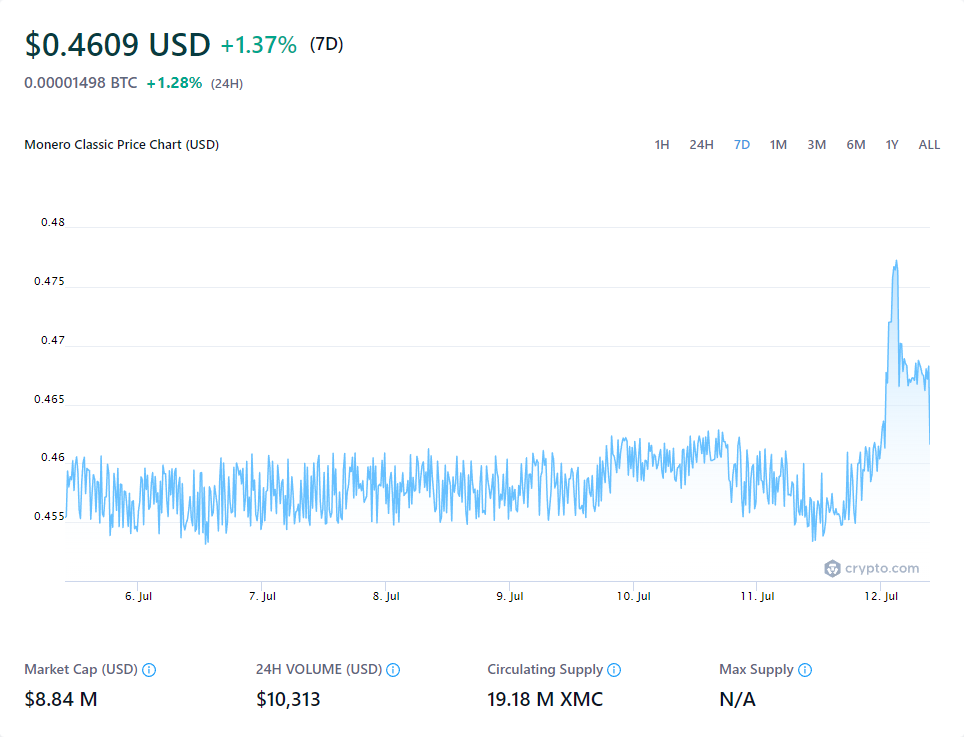 $0.4609 USD +1.37% (7D)
0.00001498 BTC +1.28% (24H)
Monero Classic Price Chart (USD) 1H 24H 7D 1M 3M 6M 1Y ALL
0.48
0.475
0.47
0.465
0.46
0.455
crypto.com
6. Jul 7. Jul 8. Jul 9. Jul 10. Jul 11. Jul 12. Jul
Market Cap (USD) 24H VOLUME (USD) Circulating Supply Max Supply
$8.84 M $10,313 19.18 M XMC N/A